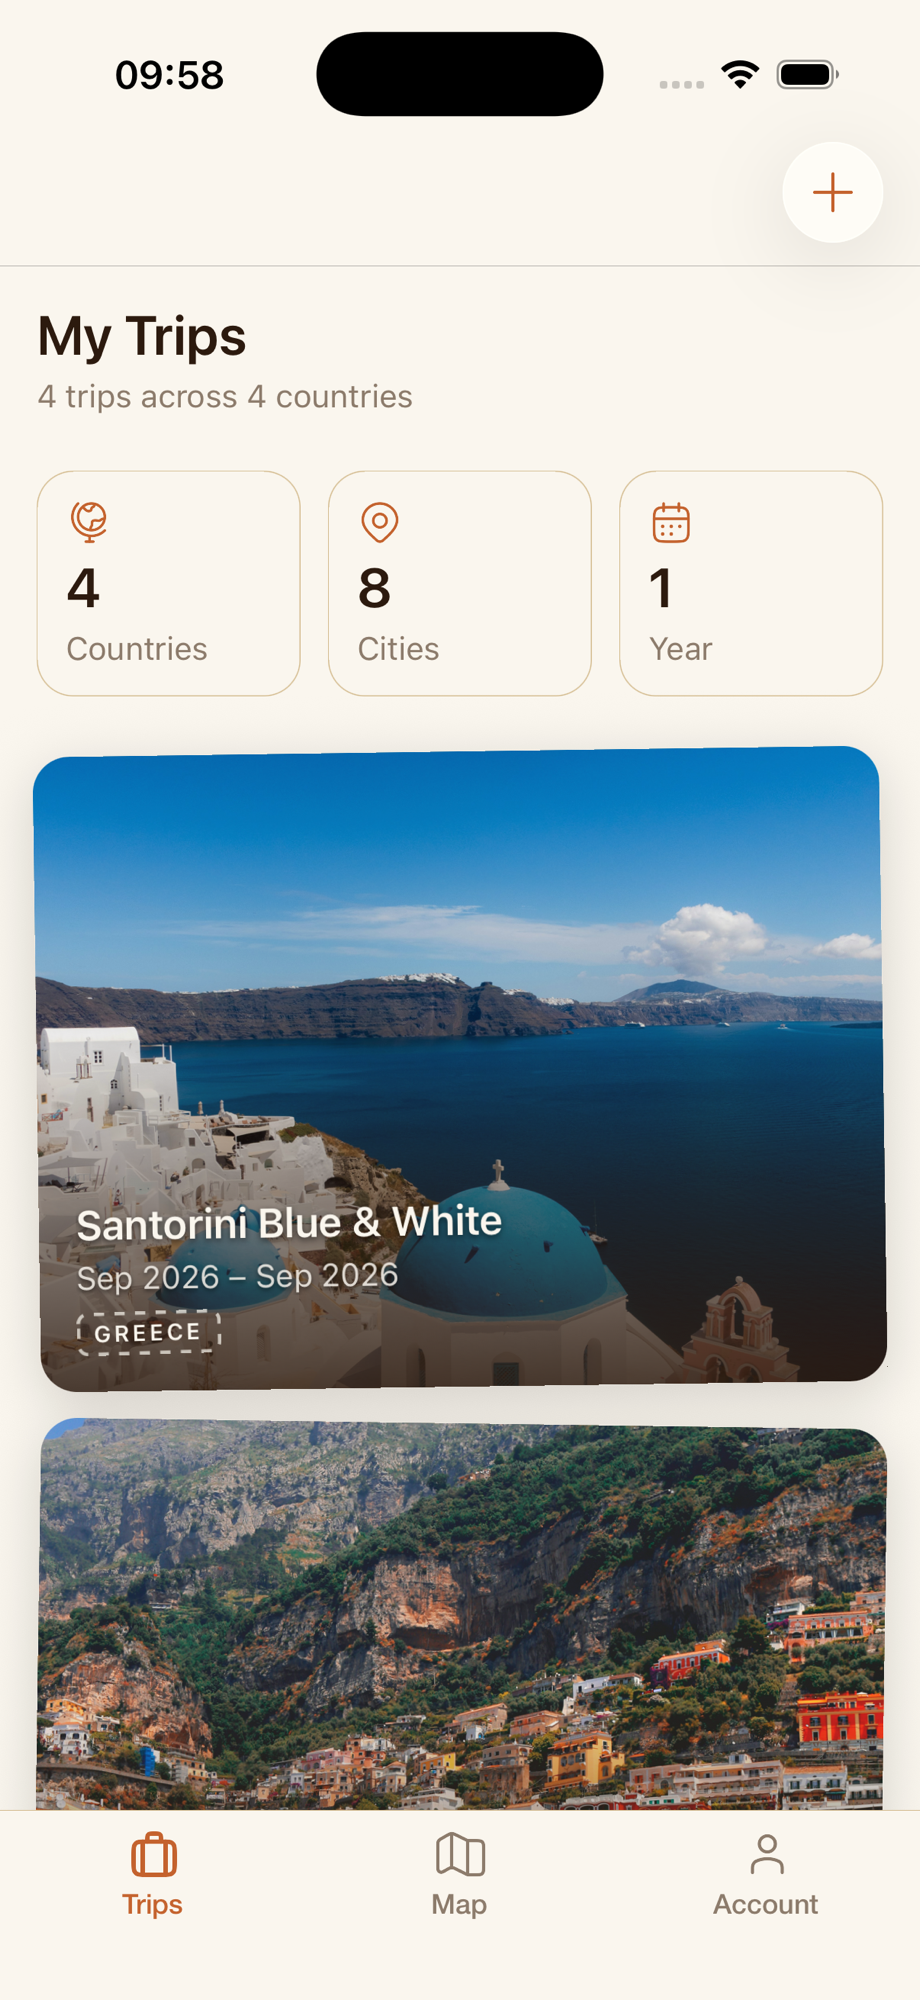 09:58
My Trips
4 trips across 4 countries
4
Countries
8
Cities
1
Year
Santorini Blue & White
Sep 2026 – Sep 2026
GREECE
Trips
Map
Account